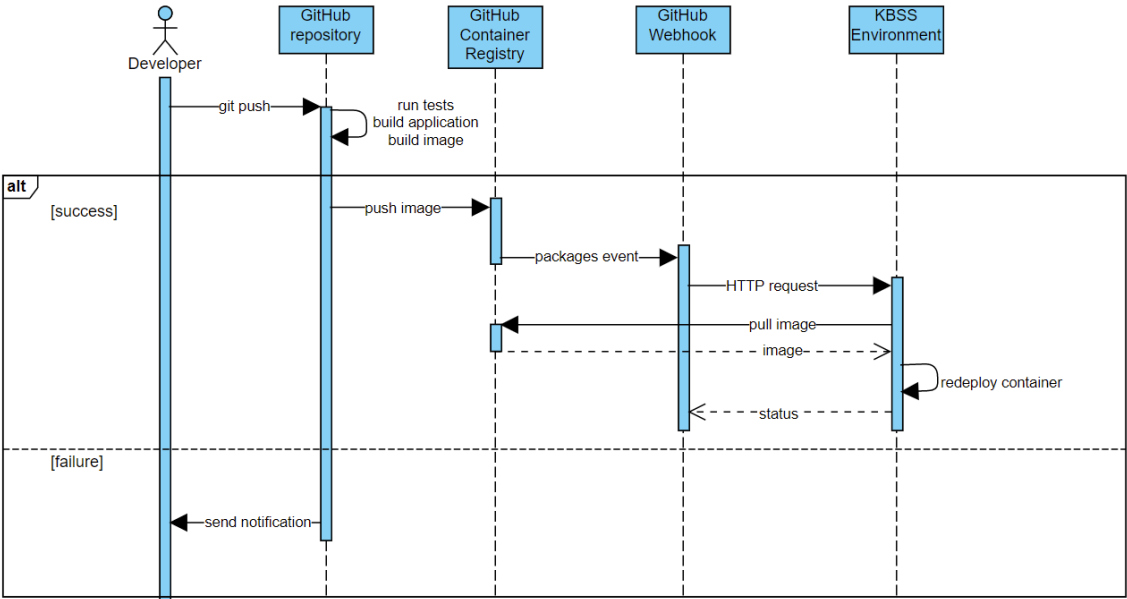 Developer
GitHub
repository
GitHub
Container
Registry
GitHub
Webhook
KBSS
Environment
git push
run tests
build application
build image
alt
[success]
push image
packages event
HTTP request
pull image
image
redeploy container
status
[failure]
send notification